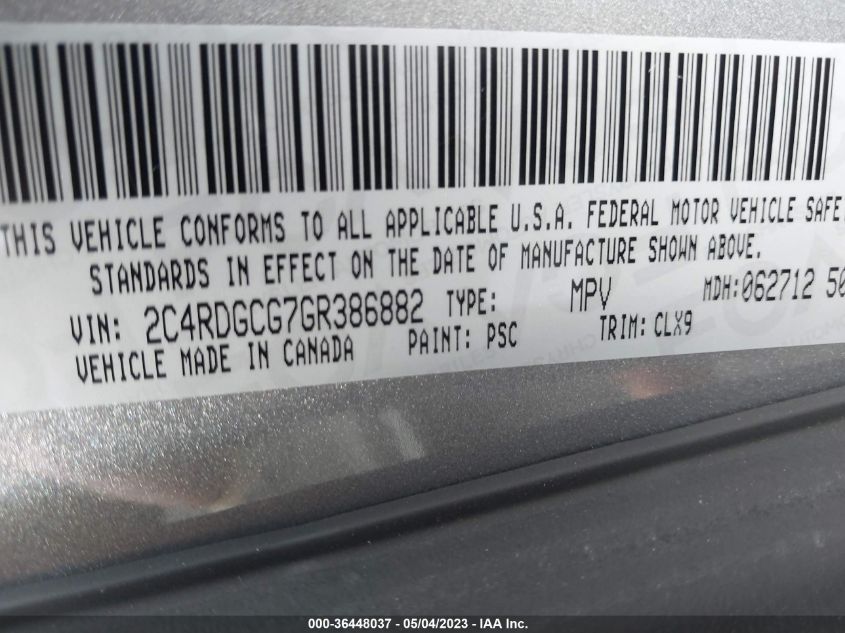 THIS VEHICLE CONFORMS TO ALL APPLICABLE U.S.A. FEDERAL MOTOR VEHICLE SAFE
STANDARDS IN EFFECT ON THE DATE OF MANUFACTURE SHOWN ABOVE.
VIN: 2C4RDGCG7GR386882 TYPE: MPV MDH:062712 50
VEHICLE MADE IN CANADA PAINT: PSC TRIM: CLX9
000-36448037 - 05/04/2023 - IAA Inc.